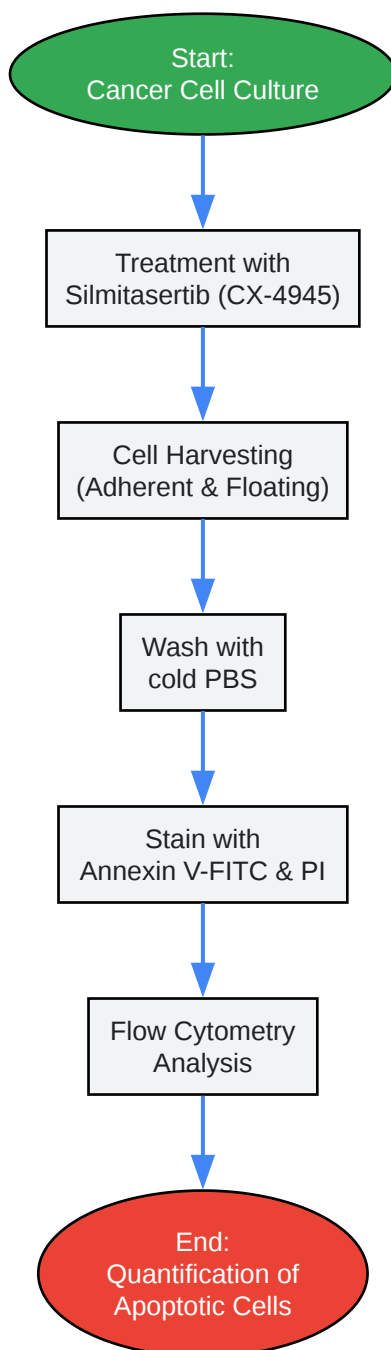 Start:
Cancer Cell Culture
Treatment with
Silmitasertib (CX-4945)
Cell Harvesting
(Adherent & Floating)
Wash with
cold PBS
Stain with
Annexin V-FITC & PI
Flow Cytometry
Analysis
End:
Quantification of
Apoptotic Cells